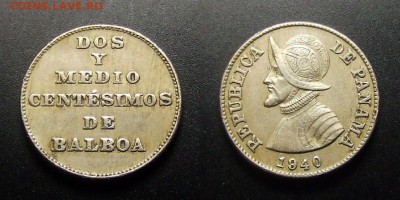 COINS.LAVE.RU
DOS
Y
MEDIO
CENTÉSIMOS
DE
BALBOA
REPUBLICA DE PANAMA
1940